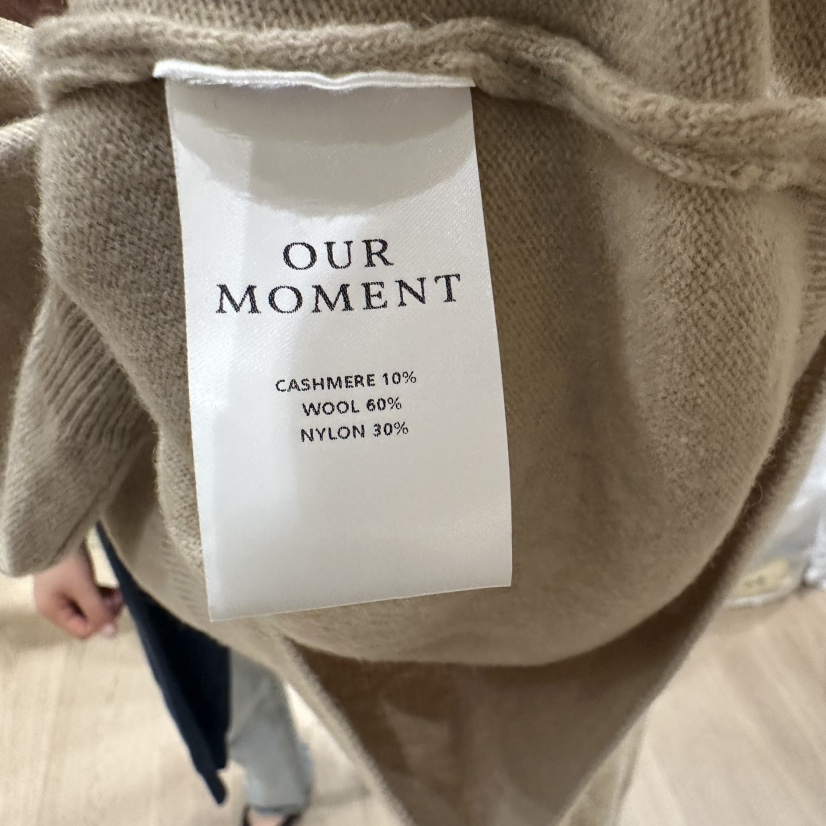 OUR
MOMENT
CASHMERE 10%
WOOL 60%
NYLON 30%